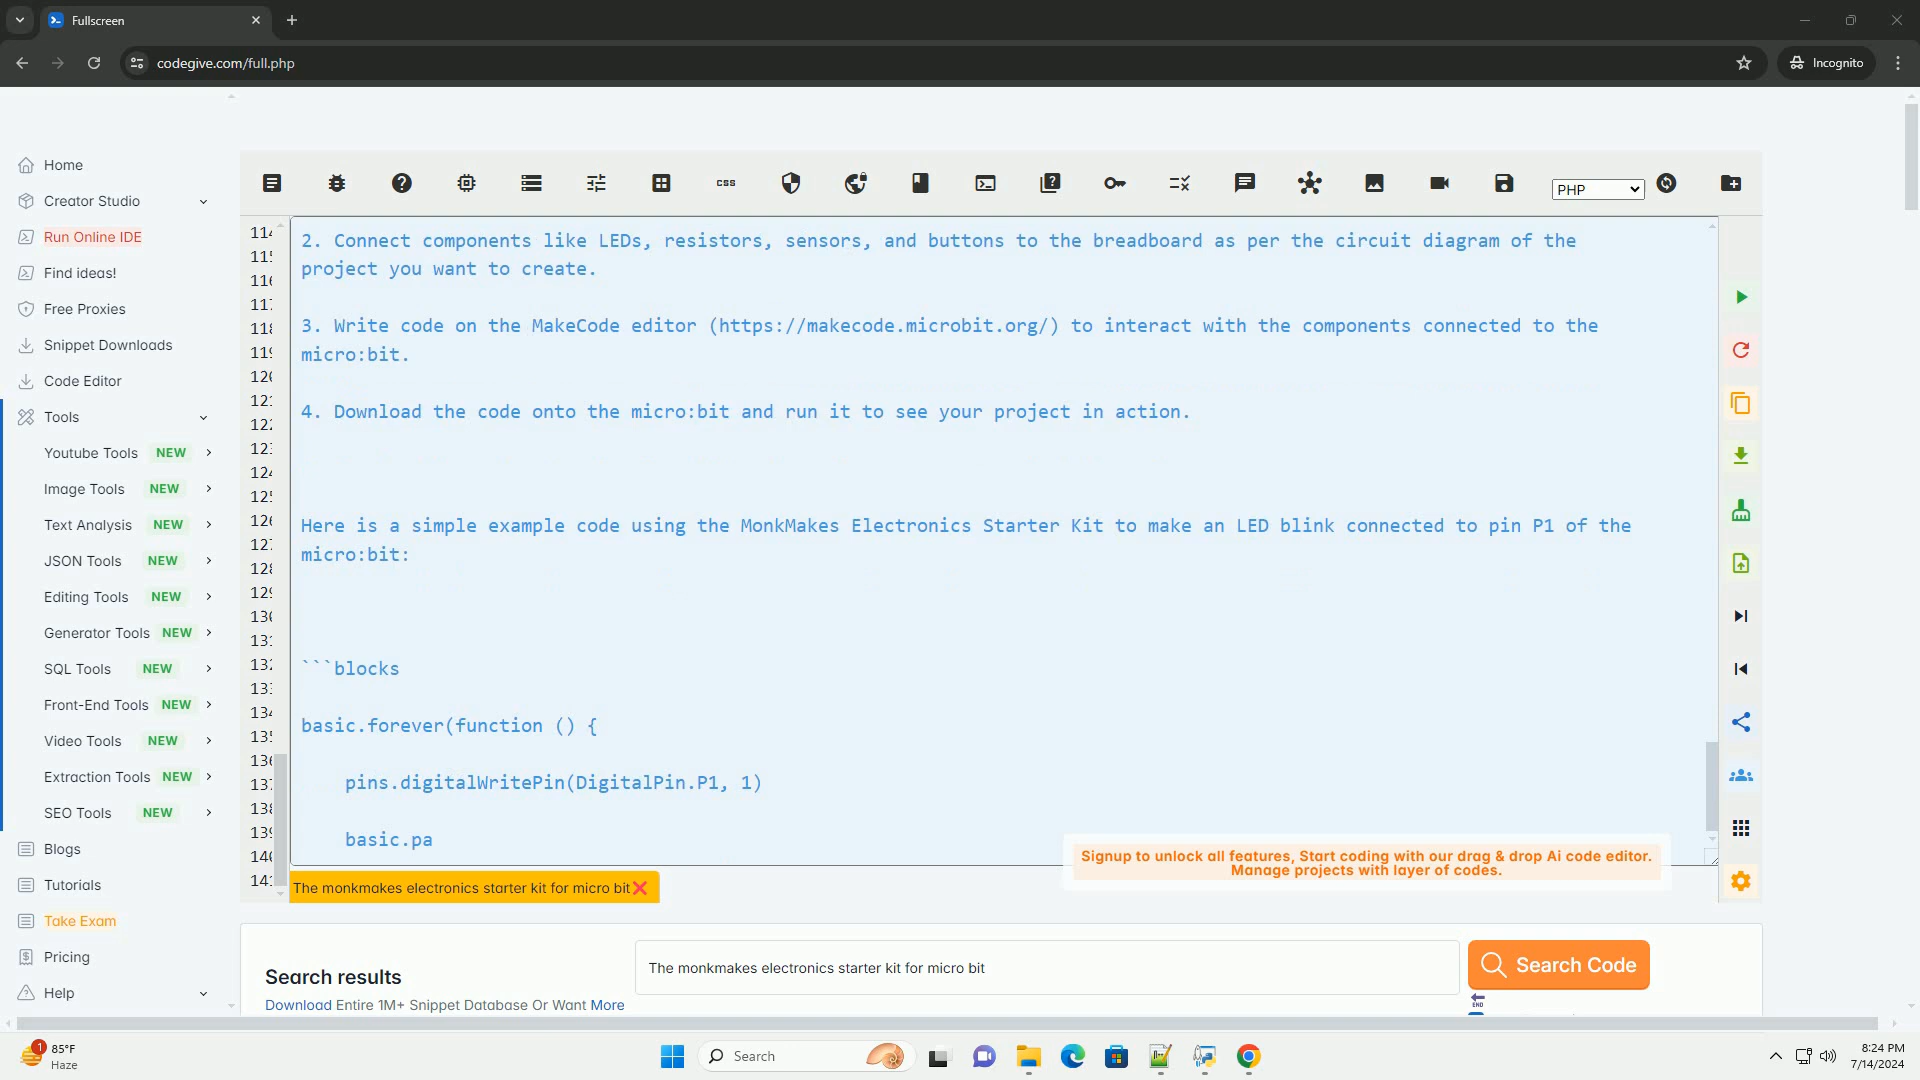 Fullscreen
codegive.com/full.php
Incognito
Home
Creator Studio
Run Online IDE
Find ideas!
Free Proxies
Snippet Downloads
Code Editor
Tools
Youtube Tools NEW
Image Tools NEW
Text Analysis NEW
JSON Tools NEW
Editing Tools NEW
Generator Tools NEW
SQL Tools NEW
Front-End Tools NEW
Video Tools NEW
Extraction Tools NEW
SEO Tools NEW
Blogs
Tutorials
Take Exam
Pricing
Help
css
PHP
2. Connect components like LEDs, resistors, sensors, and buttons to the breadboard as per the circuit diagram of the
project you want to create.
3. Write code on the MakeCode editor (https://makecode.microbit.org/) to interact with the components connected to the
micro:bit.
4. Download the code onto the micro:bit and run it to see your project in action.
Here is a simple example code using the MonkMakes Electronics Starter Kit to make an LED blink connected to pin P1 of the
micro:bit:
```blocks
basic.forever(function () {
pins.digitalWritePin(DigitalPin.P1, 1)
basic.pa
Signup to unlock all features, Start coding with our drag & drop Ai code editor.
Manage projects with layer of codes.
The monkmakes electronics starter kit for micro bit
Search results
Download Entire 1M+ Snippet Database Or Want More
The monkmakes electronics starter kit for micro bit
Search Code
END
1
85°F
Haze
Search
8:24 PM
7/14/2024